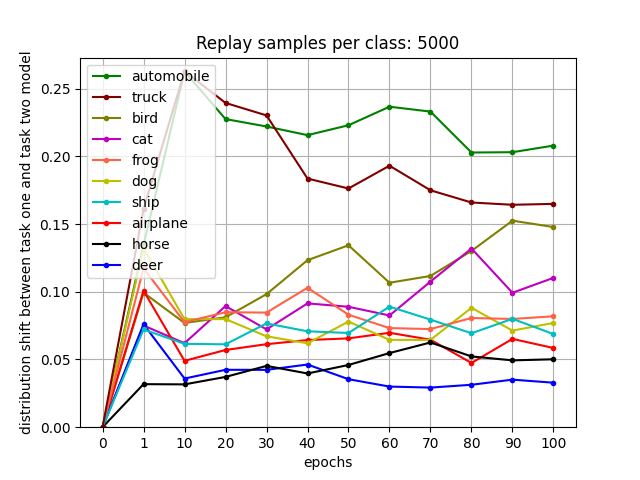 Replay samples per class: 5000
distribution shift between task one and task two model
0.25
0.20
0.15
0.10
0.05
0.00
automobile
truck
bird
cat
frog
dog
ship
airplane
horse
deer
0 1 10 20 30 40 50 60 70 80 90 100
epochs